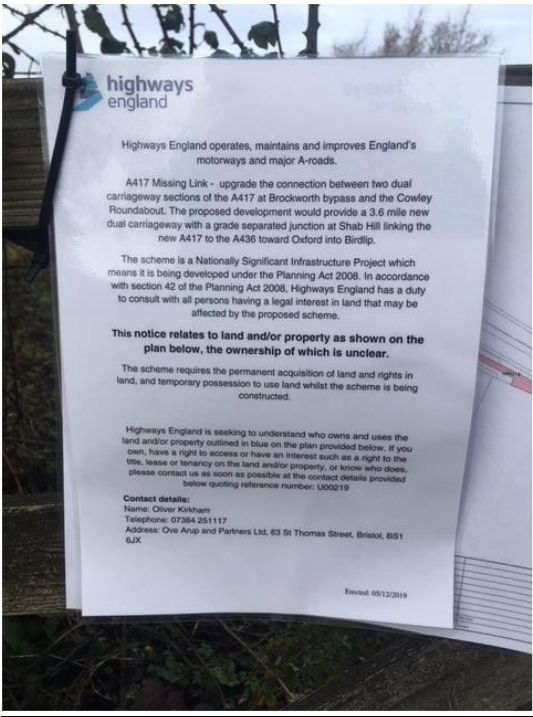 highways
england
Highways England operates, maintains and improves England's
motorways and major A-roads.
A417 Missing Link - upgrade the connection between two dual
carriageway sections of the A417 at Brockworth bypass and the Cowley
Roundabout. The proposed development would provide a 3.6 mile new
dual carriageway with a grade separated junction at Shab Hill linking the
new A417 to the A436 toward Oxford into Birdlip.
The scheme is a Nationally Significant Infrastructure Project which
means it is being developed under the Planning Act 2008. In accordance
with section 42 of the Planning Act 2008, Highways England has a duty
to consult with all persons having a legal interest in land that may be
affected by the proposed scheme.
This notice relates to land and/or property as shown on the
plan below, the ownership of which is unclear.
The scheme requires the permanent acquisition of land and rights in
land, and temporary possession to use land whilst the scheme is being
constructed.
Highways England is seeking to understand who owns and uses the
land and/or property outlined in blue on the plan provided below. If you
own, have a right to access or have an interest such as a right to the
title, lease or tenancy on the land and/or property, or know who does,
please contact us as soon as possible at the contact details provided
below quoting reference number: U00219
Contact details:
Name: Oliver Kirkham
Telephone: 07384 251117
Address: Ove Arup and Partners Ltd, 63 St Thomas Street, Bristol, BS1
6JX
Erected: 05/12/2019